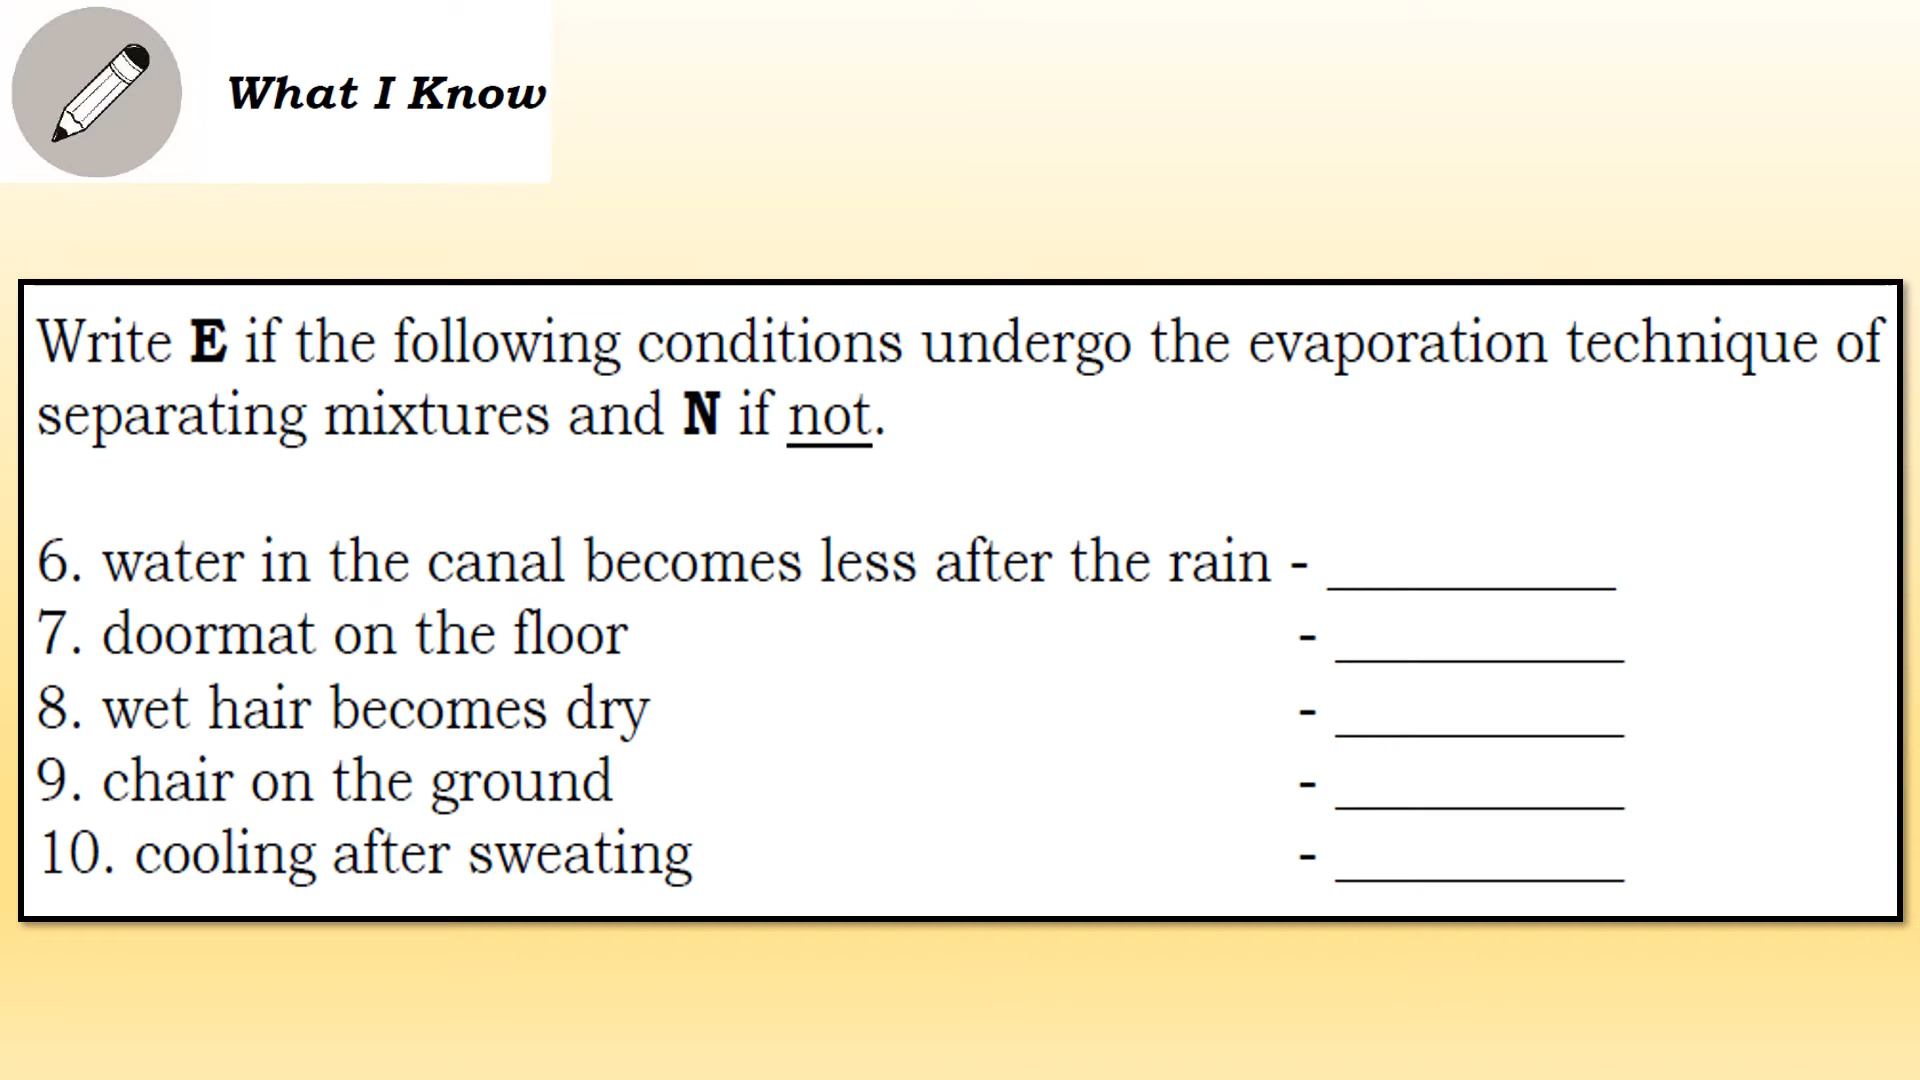 What I Know
Write E if the following conditions undergo the evaporation technique of
separating mixtures and N if not.
6. water in the canal becomes less after the rain - __________
7. doormat on the floor - __________
8. wet hair becomes dry - __________
9. chair on the ground - __________
10. cooling after sweating - __________